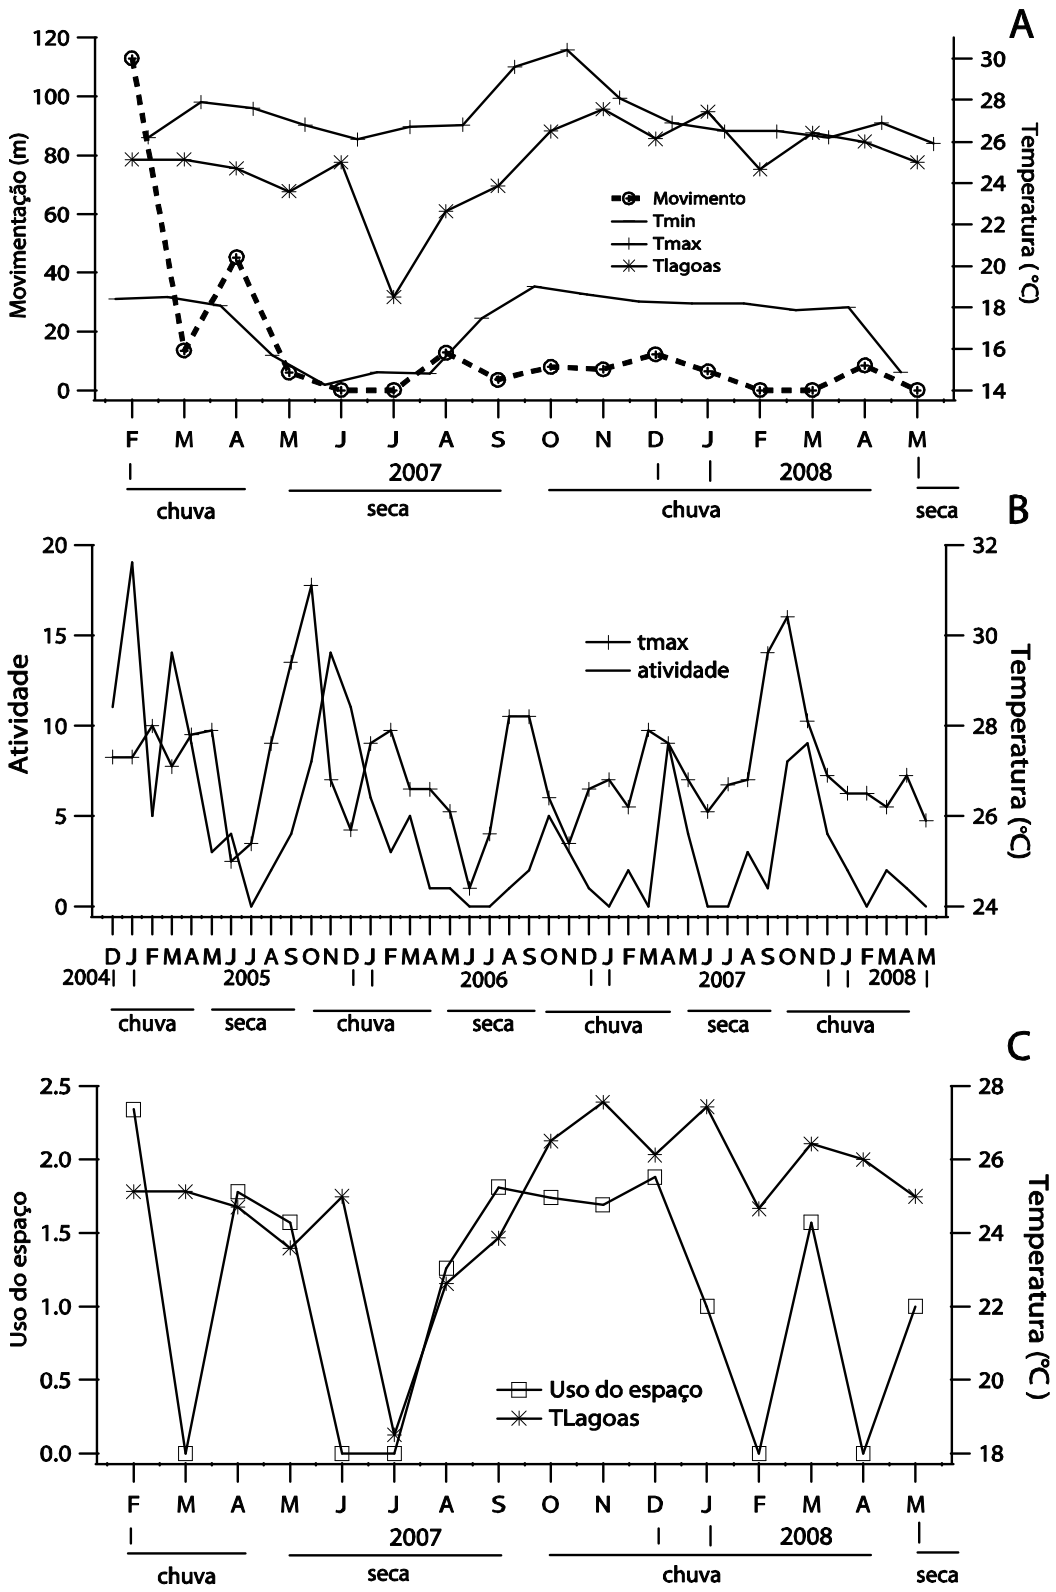 A
120
100
80
60
40
20
0
Movimentação (m)
30
28
26
24
22
20
18
16
14
Temperatura (°C)
Movimento
Tmin
Tmax
Tlagoas
F M A M J J A S O N D J F M A M
2007 2008
chuva seca chuva seca
B
20
15
10
5
0
Atividade
32
30
28
26
24
Temperatura (°C)
tmax
atividade
D J F M A M J J A S O N D J F M A M J J A S O N D J F M A M J J A S O N D J F M A M
2004 2005 2006 2007 2008
chuva seca chuva seca chuva seca chuva
C
2.5
2.0
1.5
1.0
0.5
0.0
Uso do espaço
28
26
24
22
20
18
Temperatura (°C)
Uso do espaço
TLagoas
F M A M J J A S O N D J F M A M
2007 2008
chuva seca chuva seca